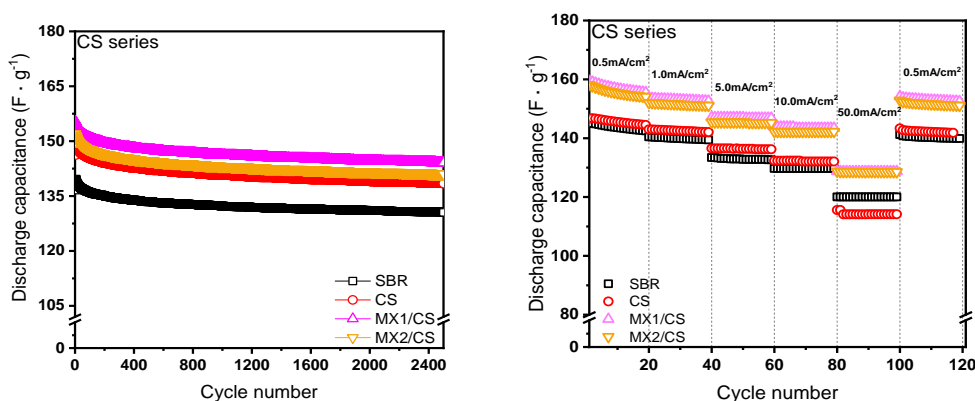 CS series
Discharge capacitance (F · g⁻¹)
180
165
150
135
120
105
0
0 400 800 1200 1600 2000 2400
Cycle number
SBR
CS
MX1/CS
MX2/CS
CS series
Discharge capacitance (F · g⁻¹)
180
160
140
120
100
80
80
0
0.5mA/cm²
1.0mA/cm²
5.0mA/cm²
10.0mA/cm²
50.0mA/cm²
0.5mA/cm²
20 40 60 80 100 120
Cycle number
SBR
CS
MX1/CS
MX2/CS